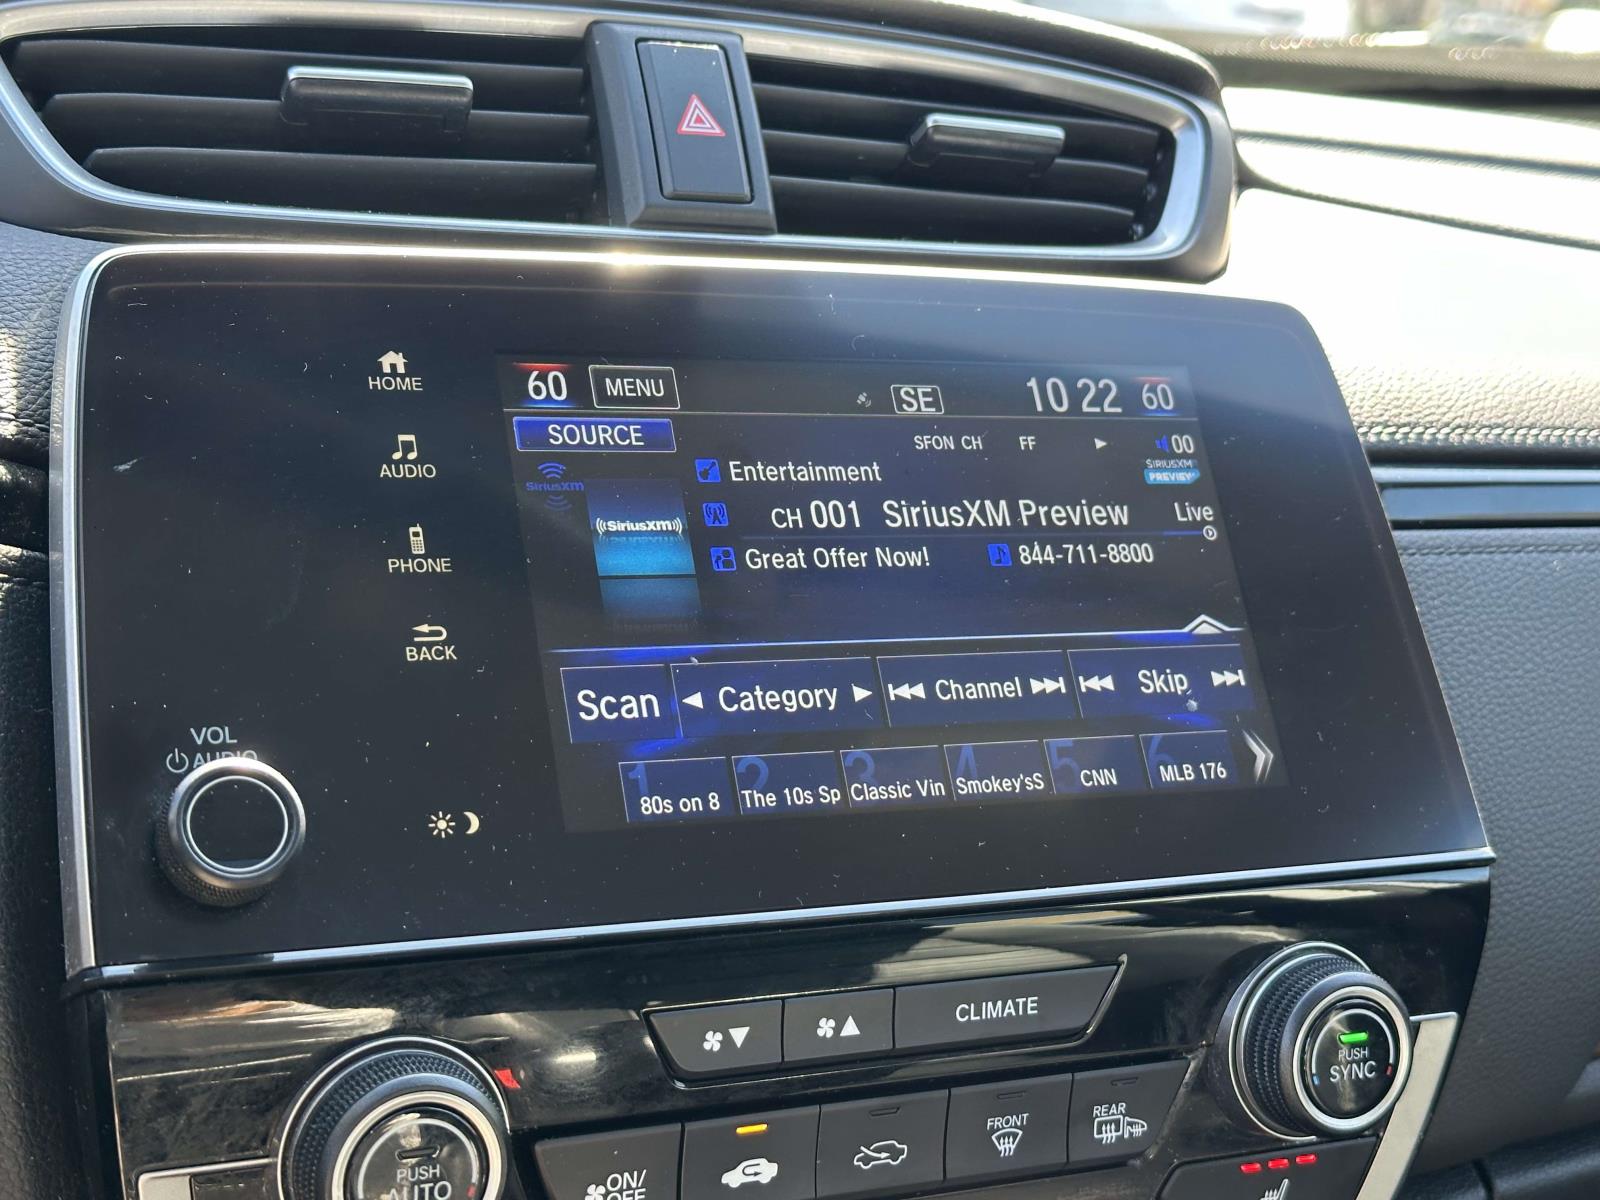 60 MENU SE 10 22 60
SOURCE SFON CH FF 00
HOME
AUDIO
PHONE
BACK
SiriusXM
((SiriusXM))
Entertainment
SIRIUSXM
PREVIEW
CH 001 SiriusXM Preview Live
Great Offer Now! 844-711-8800
Scan Category Channel Skip
1 80s on 8
2 The 10s Sp
3 Classic Vin
4 Smokey'sS
5 CNN
6 MLB 176
VOL
AUDIO
CLIMATE
PUSH
AUTO
ON/
OFF
FRONT
REAR
PUSH
SYNC